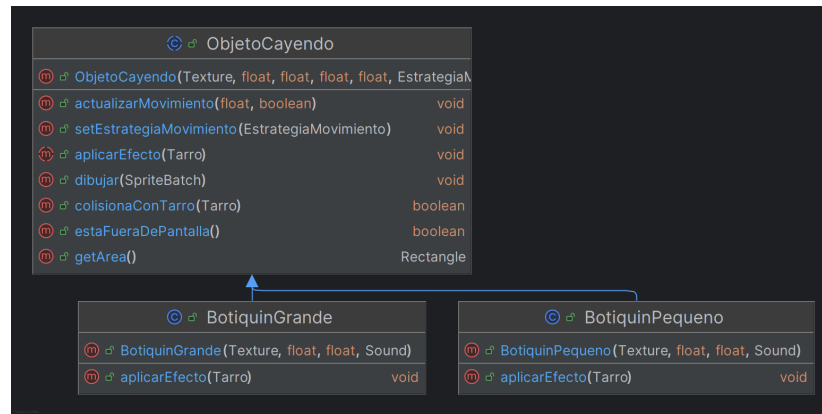 ObjetoCayendo
ObjetoCayendo(Texture, float, float, float, float, EstrategiaM
actualizarMovimiento(float, boolean) void
setEstrategiaMovimiento(EstrategiaMovimiento) void
aplicarEfecto(Tarro) void
dibujar(SpriteBatch) void
colisionaConTarro(Tarro) boolean
estaFueraDePantalla() boolean
getArea() Rectangle
BotiquinGrande
BotiquinGrande(Texture, float, float, Sound)
aplicarEfecto(Tarro) void
BotiquinPequeno
BotiquinPequeno(Texture, float, float, Sound)
aplicarEfecto(Tarro) void